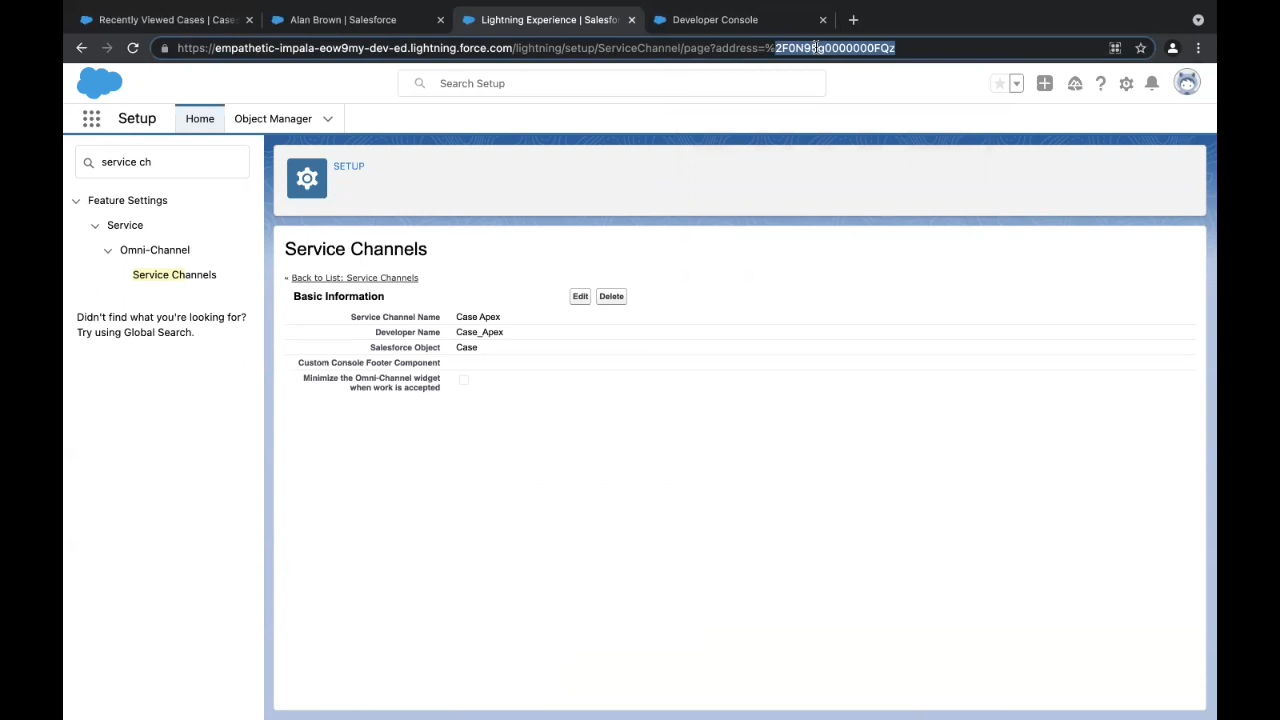 Recently Viewed Cases | Cases
Alan Brown | Salesforce
Lightning Experience | Salesfor
Developer Console
https://empathetic-impala-eow9my-dev-ed.lightning.force.com/lightning/setup/ServiceChannel/page?address=%2F0N95g0000000FQz
Search Setup
Setup
Home
Object Manager
service ch
Feature Settings
Service
Omni-Channel
Service Channels
Didn't find what you're looking for?
Try using Global Search.
SETUP
Service Channels
« Back to List: Service Channels
Basic Information
Edit
Delete
Service Channel Name Case Apex
Developer Name Case_Apex
Salesforce Object Case
Custom Console Footer Component
Minimize the Omni-Channel widget
when work is accepted